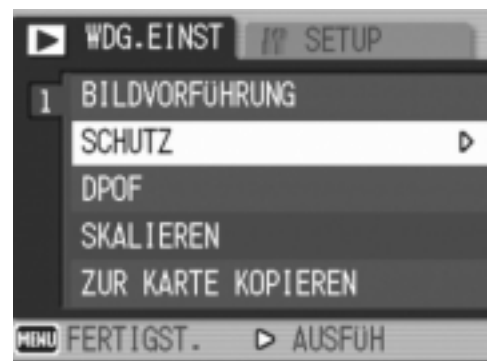 WDG.EINST SETUP
1 BILDVORFÜHRUNG
SCHUTZ
DPOF
SKALIEREN
ZUR KARTE KOPIEREN
MENU FERTIGST. AUSFÜH